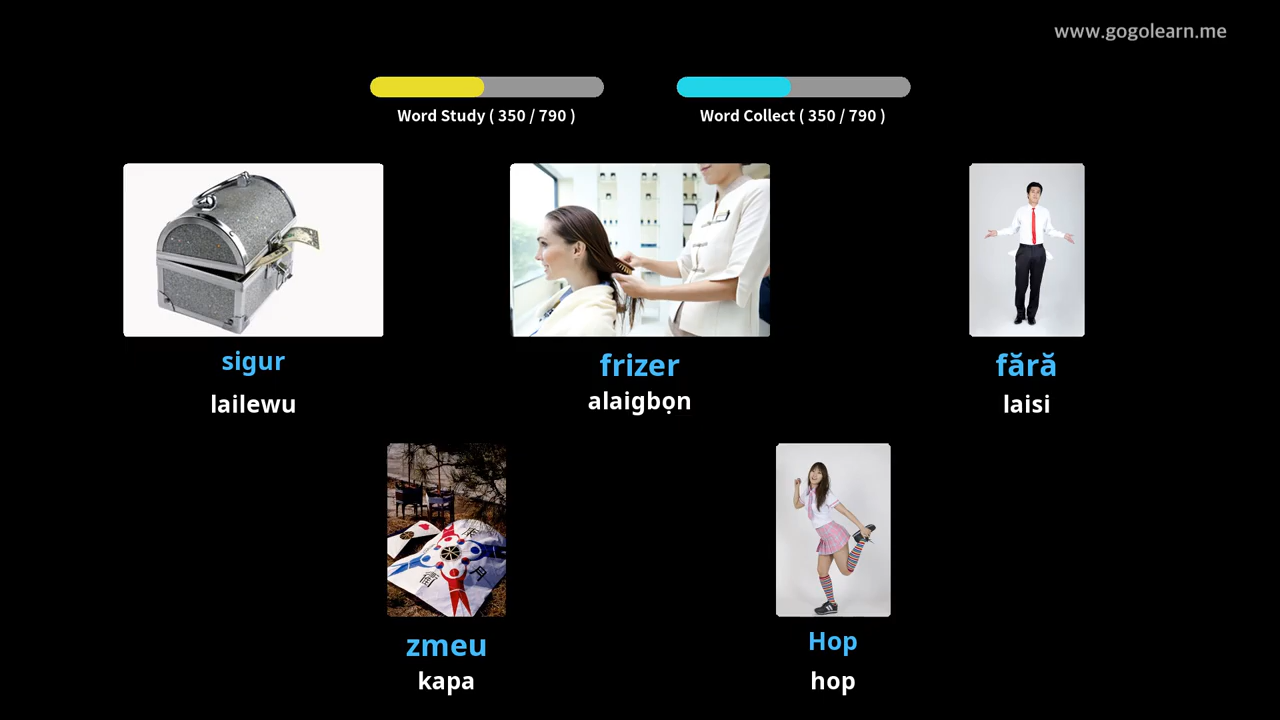 www.gogolearn.me
Word Study ( 350 / 790 )
Word Collect ( 350 / 790 )
sigur
lailewu
frizer
alaigbọn
fără
laisi
zmeu
kapa
Hop
hop